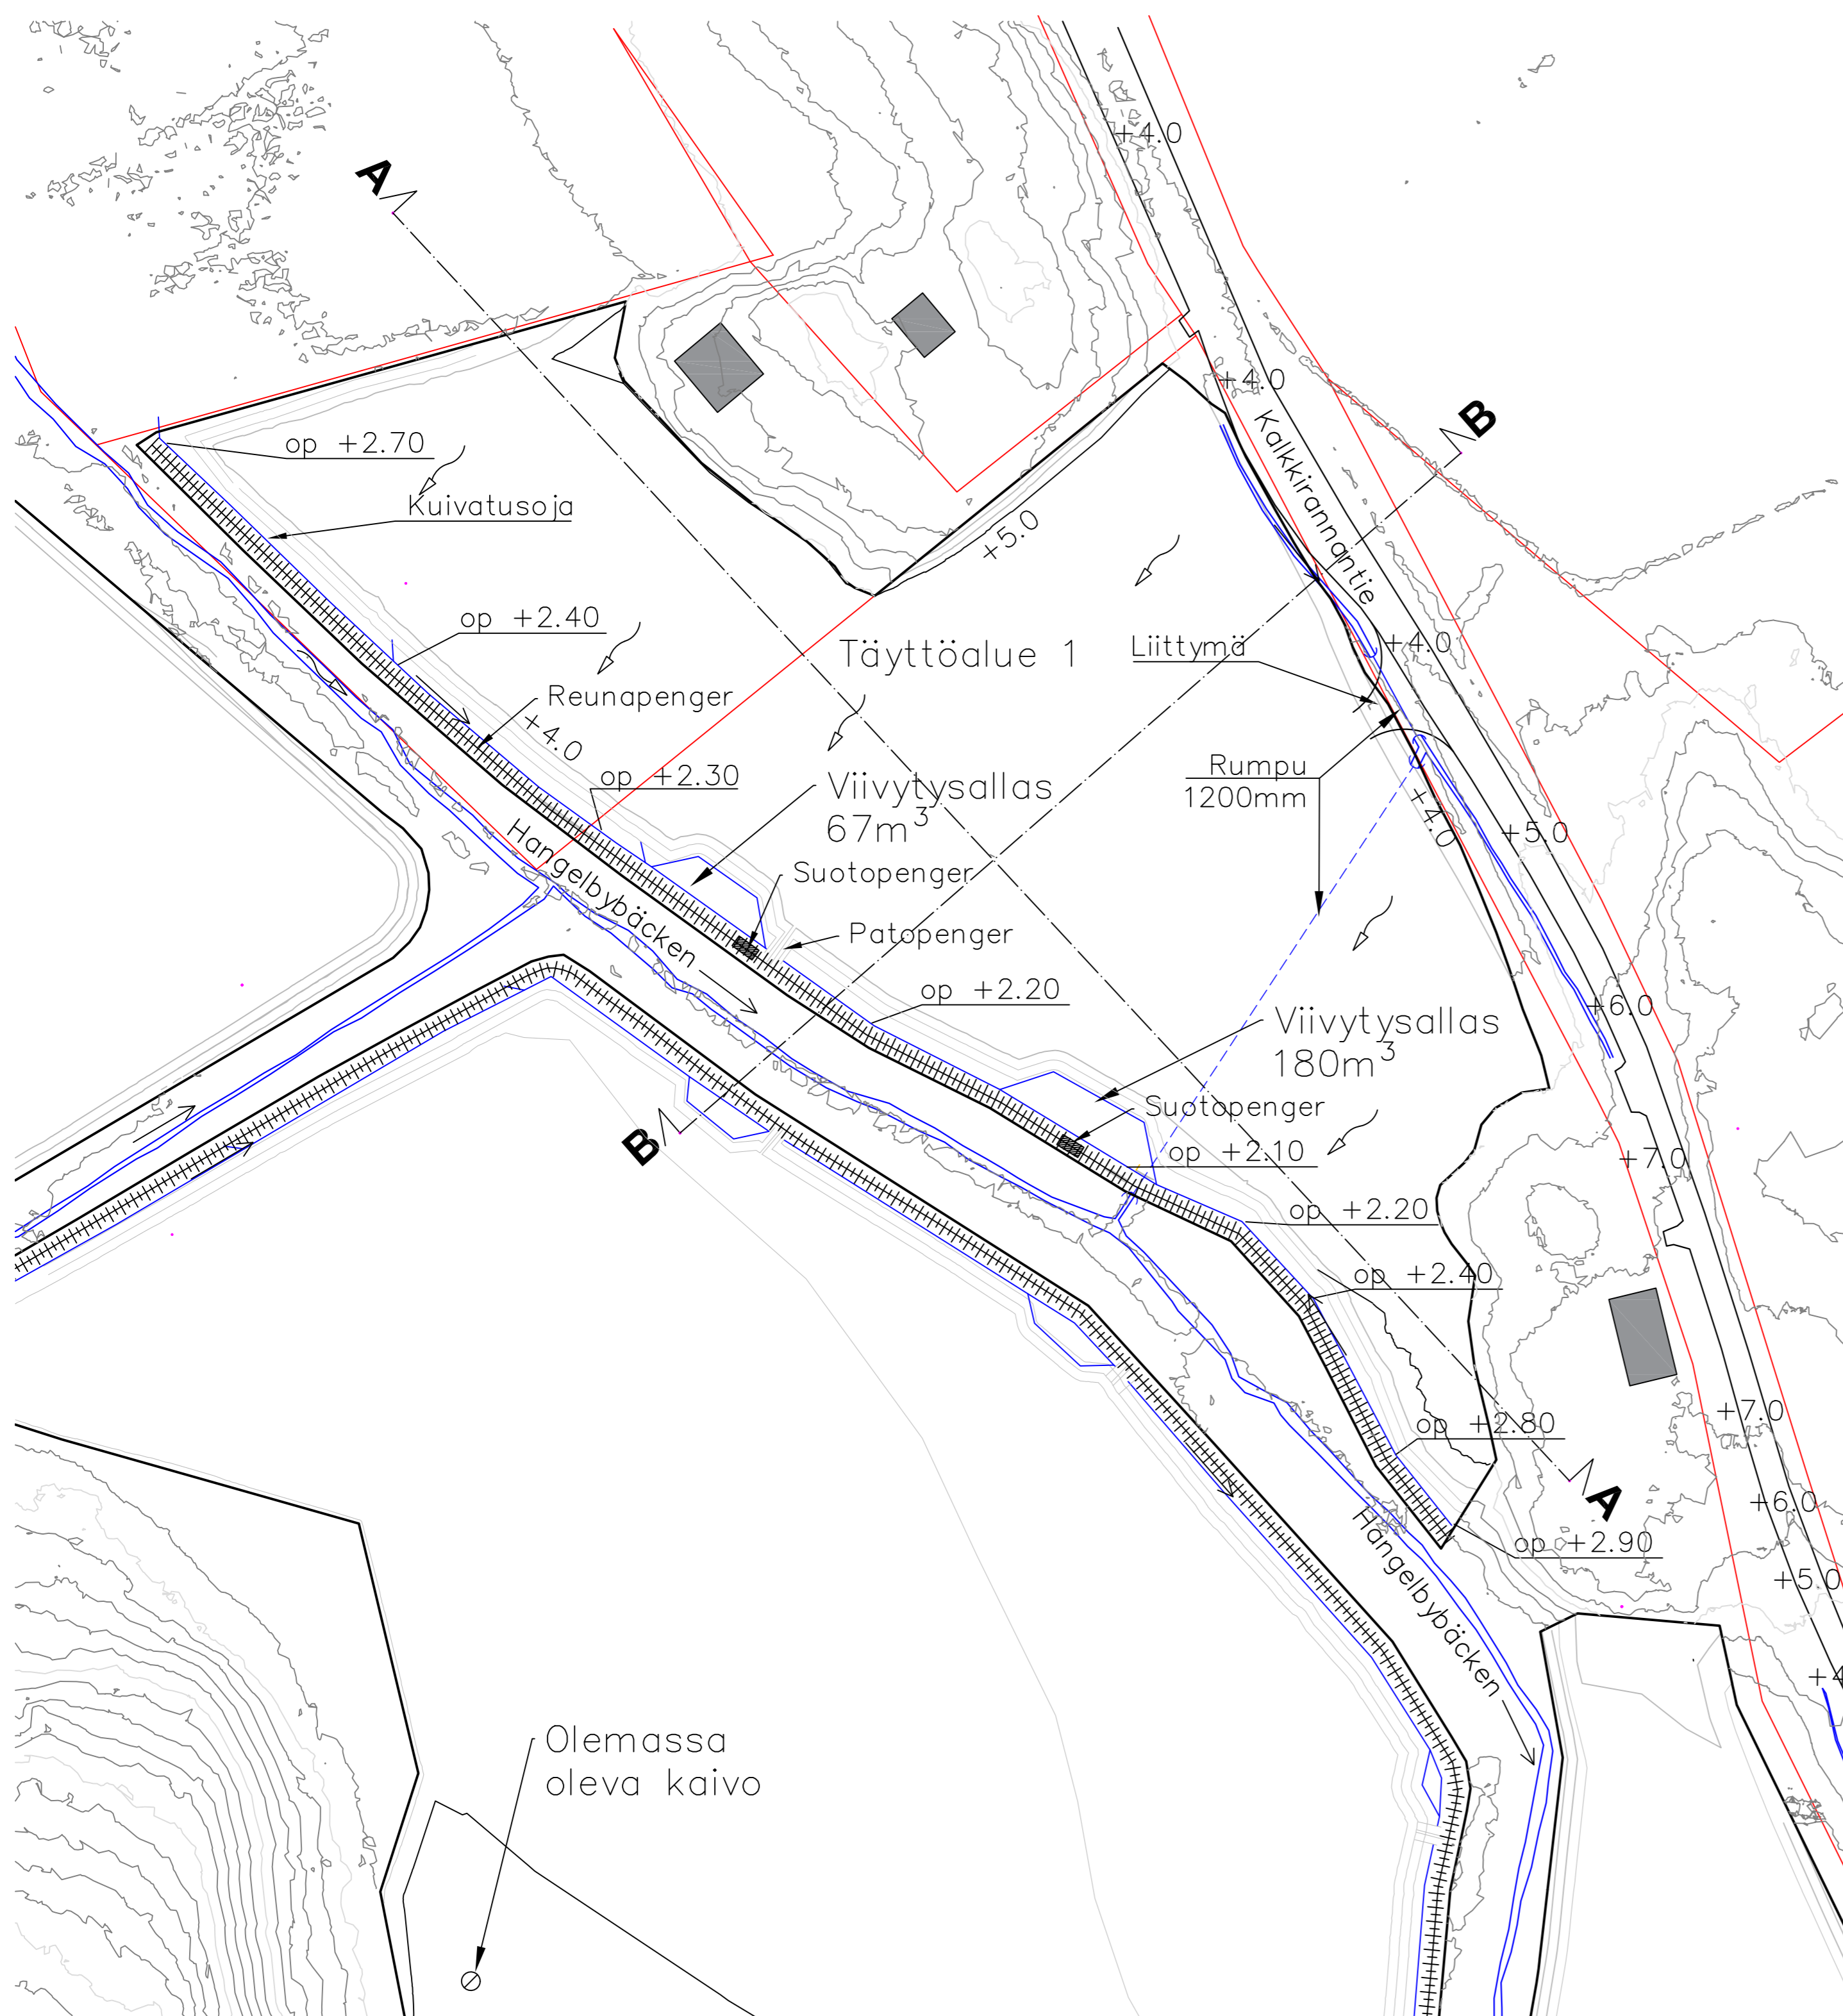 +4.0
A
+4.0
B
op +2.70
Kalkkirannantie
Kuivatusoja
+5.0
op +2.40
Täyttöalue 1
Liittymä
+4.0
Reunapenger
+4.0
op +2.30
Rumpu
1200mm
Viivytysallas
67m³
+4.0
+5.0
Hangelbybäcken
Suotopenger
Patopenger
op +2.20
+6.0
Viivytysallas
180m³
Suotopenger
B
op +2.10
+7.0
op +2.20
op +2.40
+7.0
op +2.80
A
+6.0
op +2.90
+5.0
Hangelbybäcken
+4
Olemassa
oleva kaivo